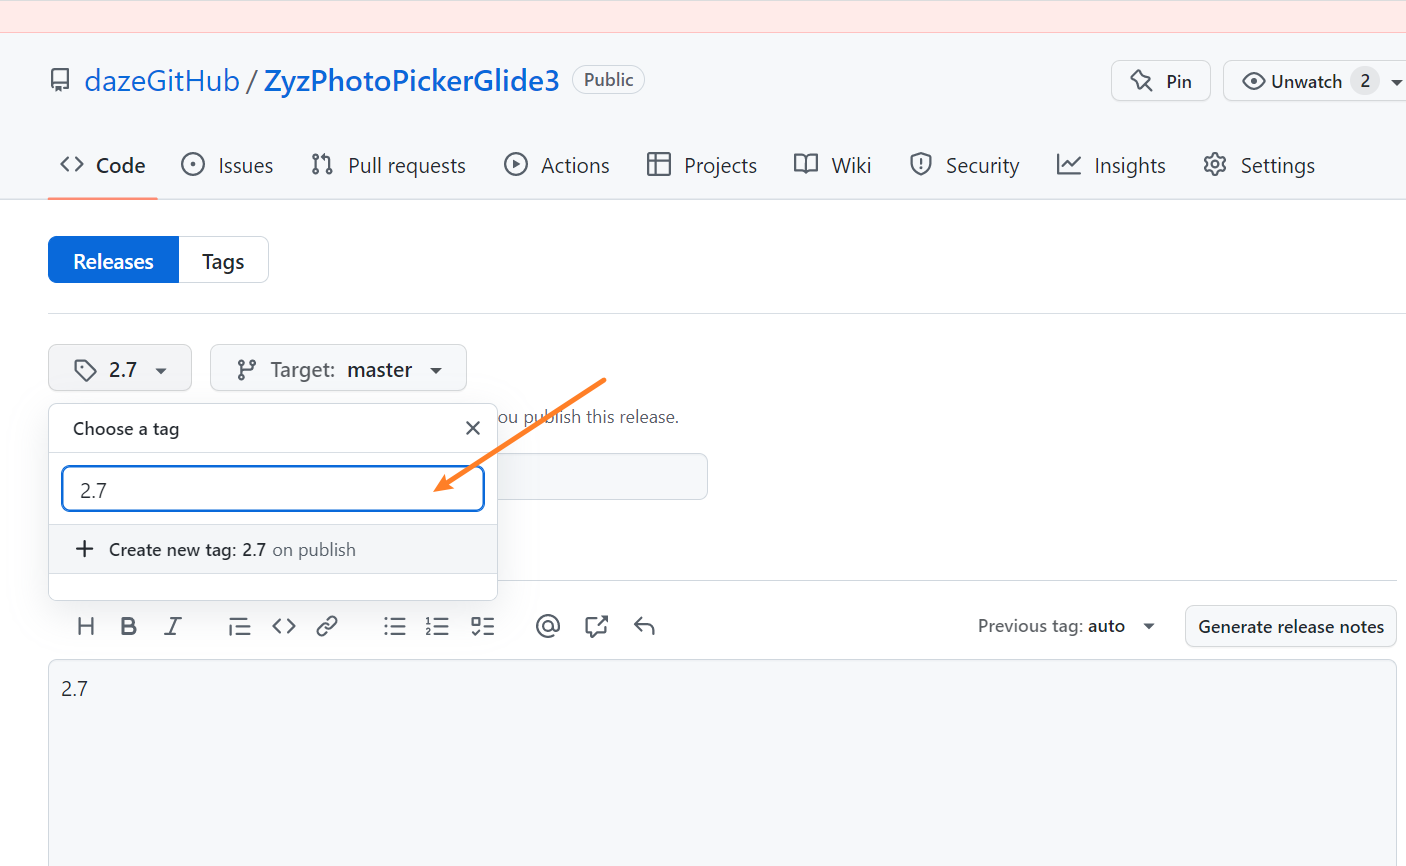 dazeGitHub / ZyzPhotoPickerGlide3 Public
Pin
Unwatch 2
Code Issues Pull requests Actions Projects Wiki Security Insights Settings
Releases Tags
2.7 Target: master
Choose a tag
ou publish this release.
2.7
Create new tag: 2.7 on publish
H B I
Previous tag: auto
Generate release notes
2.7